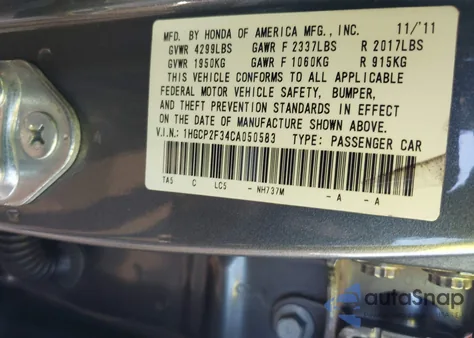 MFD. BY HONDA OF AMERICA MFG., INC. 11/'11
GVWR 4299LBS GAWR F 2337LBS R 2017LBS
GVWR 1950KG GAWR F 1060KG R 915KG
THIS VEHICLE CONFORMS TO ALL APPLICABLE
FEDERAL MOTOR VEHICLE SAFETY, BUMPER,
AND THEFT PREVENTION STANDARDS IN EFFECT
ON THE DATE OF MANUFACTURE SHOWN ABOVE.
V.I.N.: 1HGCP2F34CA050583 TYPE: PASSENGER CAR
TA5 C LC5 - NH737M - A - A
autoSnap